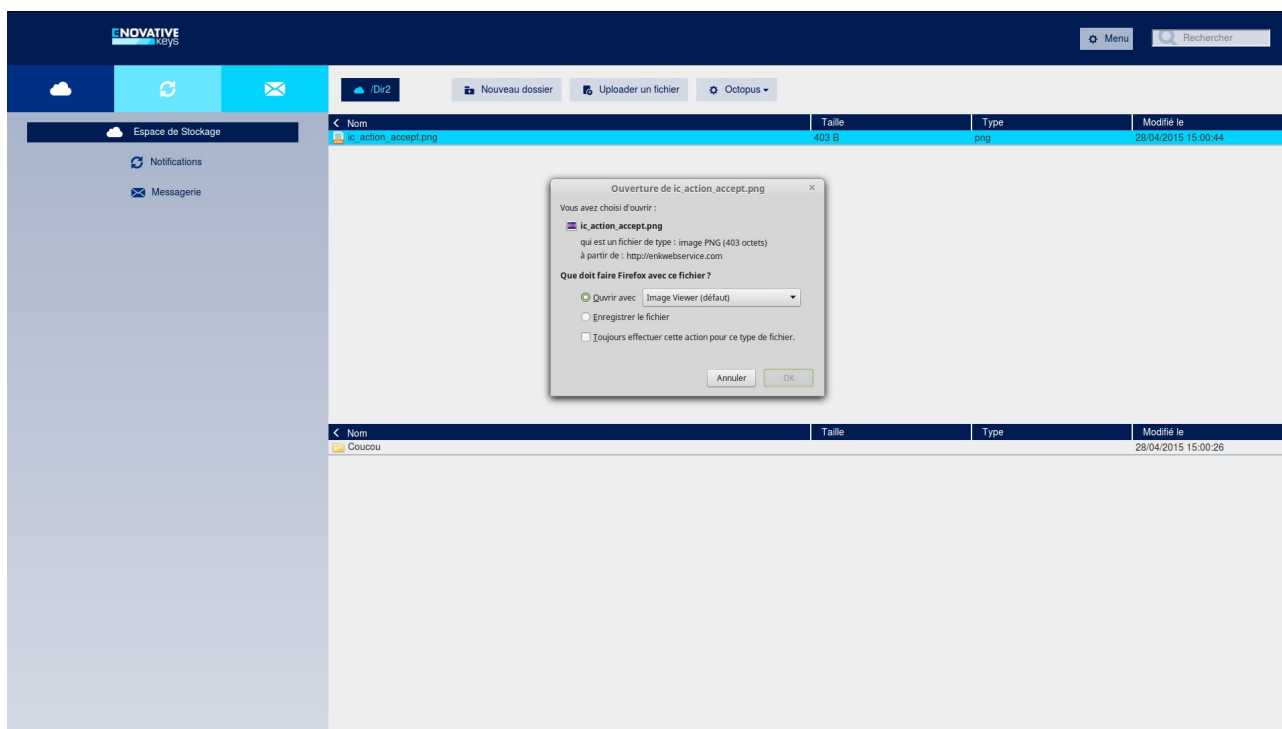 ENOVATIVE
Keys
Menu
Rechercher
/Dir2
Nouveau dossier
Uploader un fichier
Octopus
Espace de Stockage
Notifications
Messagerie
Nom Taille Type Modifié le
ic_action_accept.png 403 B png 28/04/2015 15:00:44
Ouverture de ic_action_accept.png ×
Vous avez choisi d'ouvrir :
ic_action_accept.png
qui est un fichier de type : image PNG (403 octets)
à partir de : http://enkwebservice.com
Que doit faire Firefox avec ce fichier ?
Ouvrir avec Image Viewer (défaut)
Enregistrer le fichier
Toujours effectuer cette action pour ce type de fichier.
Annuler OK
Nom Taille Type Modifié le
Coucou 28/04/2015 15:00:26